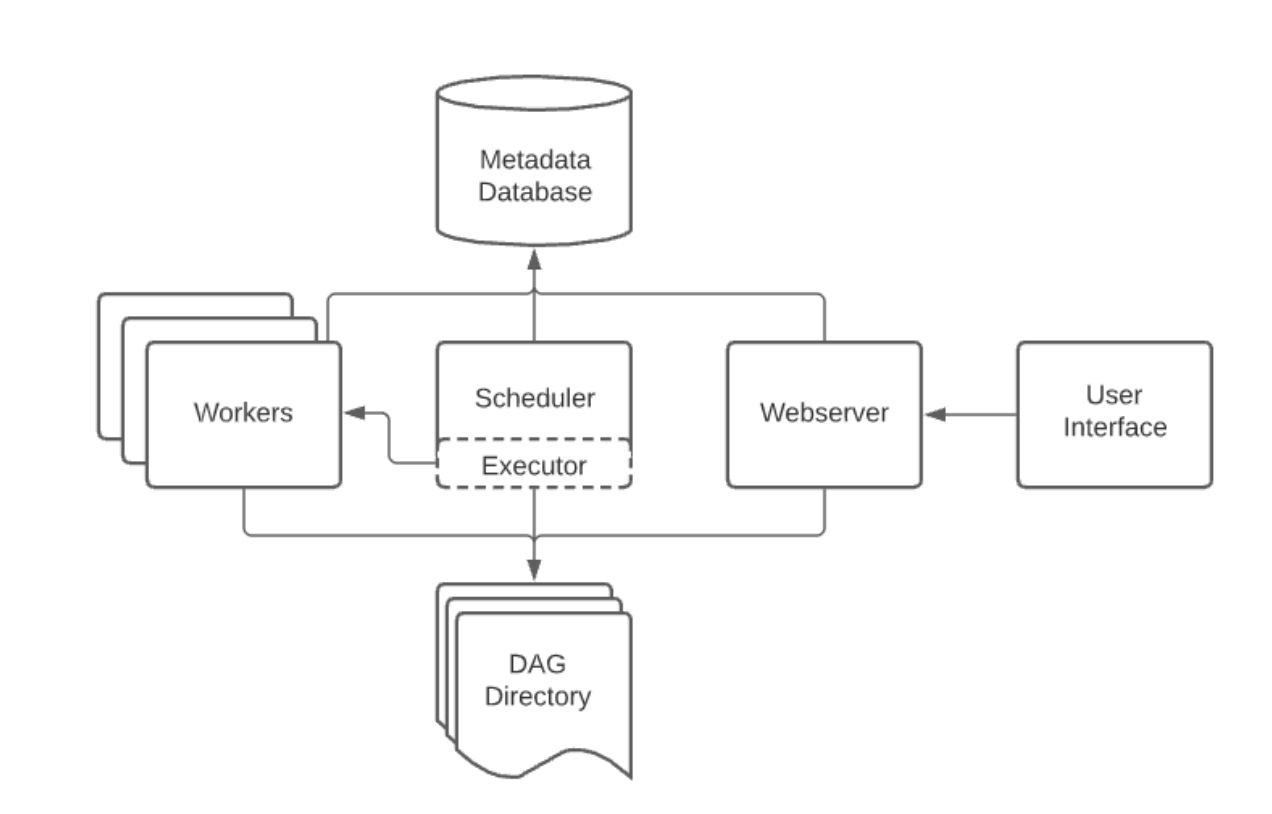 Metadata
Database
Workers
Scheduler
Executor
Webserver
User
Interface
DAG
Directory